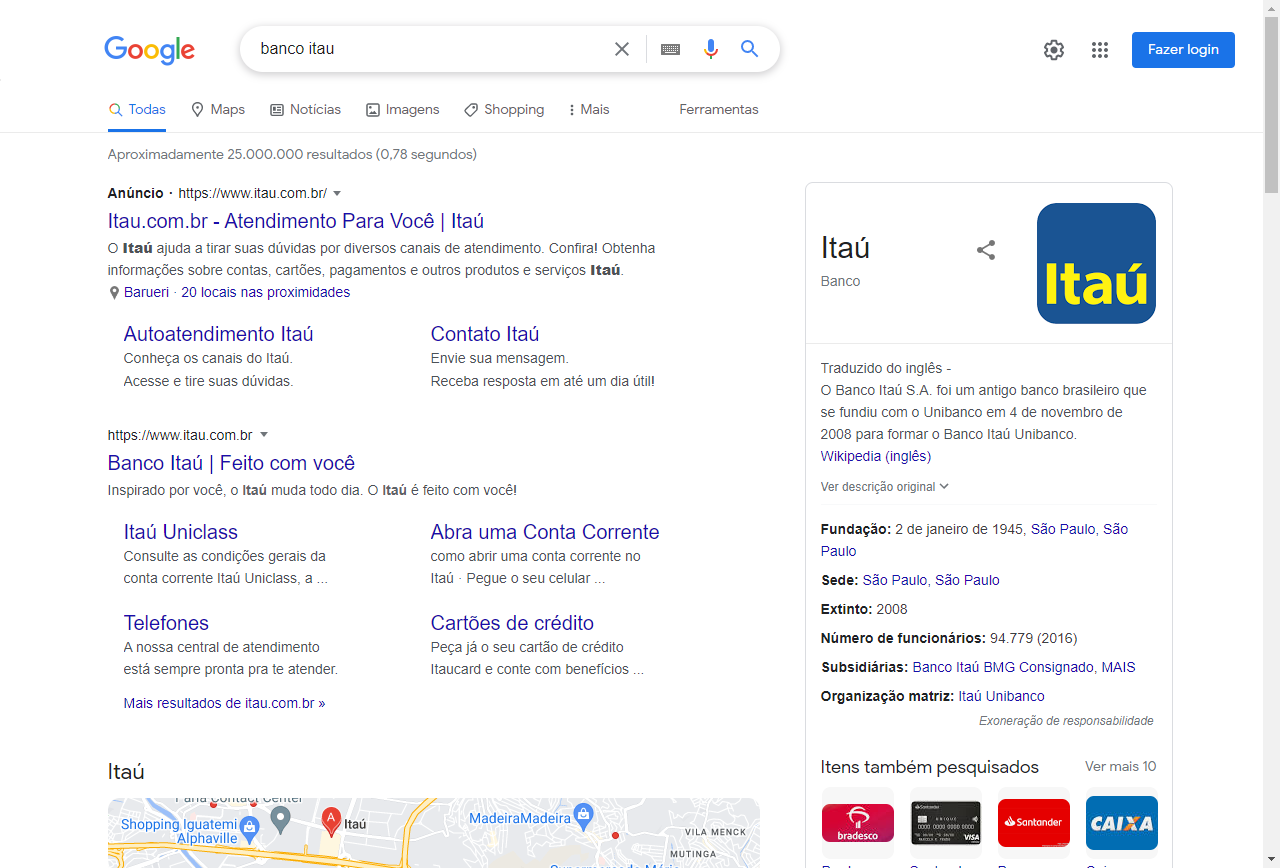 Google
banco itau
Fazer login
Todas
Maps
Notícias
Imagens
Shopping
Mais
Ferramentas
Aproximadamente 25.000.000 resultados (0,78 segundos)
Anúncio · https://www.itau.com.br/
Itau.com.br - Atendimento Para Você | Itaú
O Itaú ajuda a tirar suas dúvidas por diversos canais de atendimento. Confira! Obtenha
informações sobre contas, cartões, pagamentos e outros produtos e serviços Itaú.
Barueri · 20 locais nas proximidades
Autoatendimento Itaú
Conheça os canais do Itaú.
Acesse e tire suas dúvidas.
Contato Itaú
Envie sua mensagem.
Receba resposta em até um dia útil!
https://www.itau.com.br
Banco Itaú | Feito com você
Inspirado por você, o Itaú muda todo dia. O Itaú é feito com você!
Itaú Uniclass
Consulte as condições gerais da
conta corrente Itaú Uniclass, a ...
Abra uma Conta Corrente
como abrir uma conta corrente no
Itaú · Pegue o seu celular ...
Telefones
A nossa central de atendimento
está sempre pronta pra te atender.
Cartões de crédito
Peça já o seu cartão de crédito
Itaucard e conte com benefícios ...
Mais resultados de itau.com.br »
Itaú
Contact Center
Shopping Iguatemi
Alphaville
A
Itaú
MadeiraMadeira
VILA MENCK
MUTINGA
Itaú
Banco
Itaú
Traduzido do inglês -
O Banco Itaú S.A. foi um antigo banco brasileiro que
se fundiu com o Unibanco em 4 de novembro de
2008 para formar o Banco Itaú Unibanco.
Wikipedia (inglês)
Ver descrição original
Fundação: 2 de janeiro de 1945, São Paulo, São
Paulo
Sede: São Paulo, São Paulo
Extinto: 2008
Número de funcionários: 94.779 (2016)
Subsidiárias: Banco Itaú BMG Consignado, MAIS
Organização matriz: Itaú Unibanco
Exoneração de responsabilidade
Itens também pesquisados
Ver mais 10
bradesco
Santander
UNIQUE
0000 0000 0000 0000
VISA
Santander
CAIXA